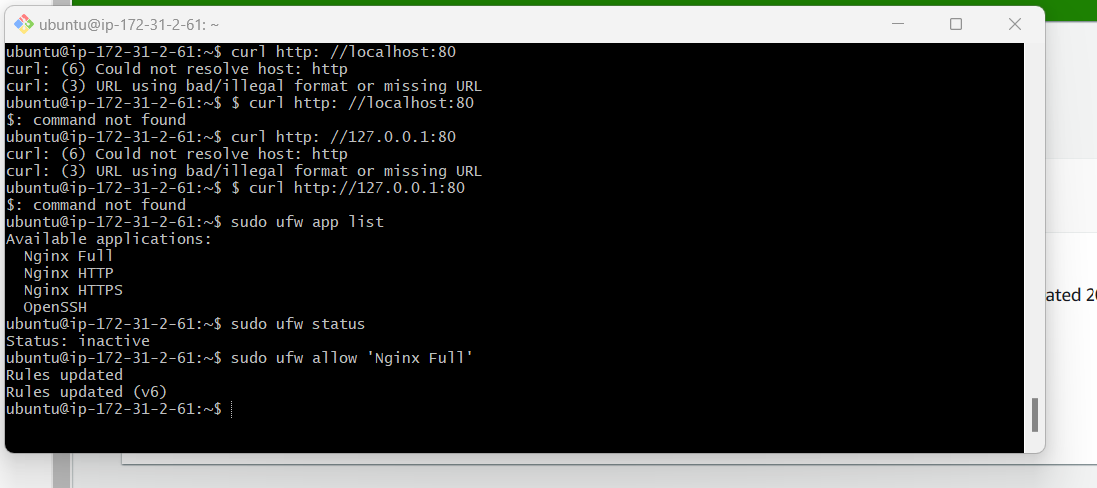 ubuntu@ip-172-31-2-61: ~
ubuntu@ip-172-31-2-61:~$ curl http: //localhost:80
curl: (6) Could not resolve host: http
curl: (3) URL using bad/illegal format or missing URL
ubuntu@ip-172-31-2-61:~$ $ curl http: //localhost:80
$: command not found
ubuntu@ip-172-31-2-61:~$ curl http: //127.0.0.1:80
curl: (6) Could not resolve host: http
curl: (3) URL using bad/illegal format or missing URL
ubuntu@ip-172-31-2-61:~$ $ curl http://127.0.0.1:80
$: command not found
ubuntu@ip-172-31-2-61:~$ sudo ufw app list
Available applications:
  Nginx Full
  Nginx HTTP
  Nginx HTTPS
  OpenSSH
ubuntu@ip-172-31-2-61:~$ sudo ufw status
Status: inactive
ubuntu@ip-172-31-2-61:~$ sudo ufw allow 'Nginx Full'
Rules updated
Rules updated (v6)
ubuntu@ip-172-31-2-61:~$